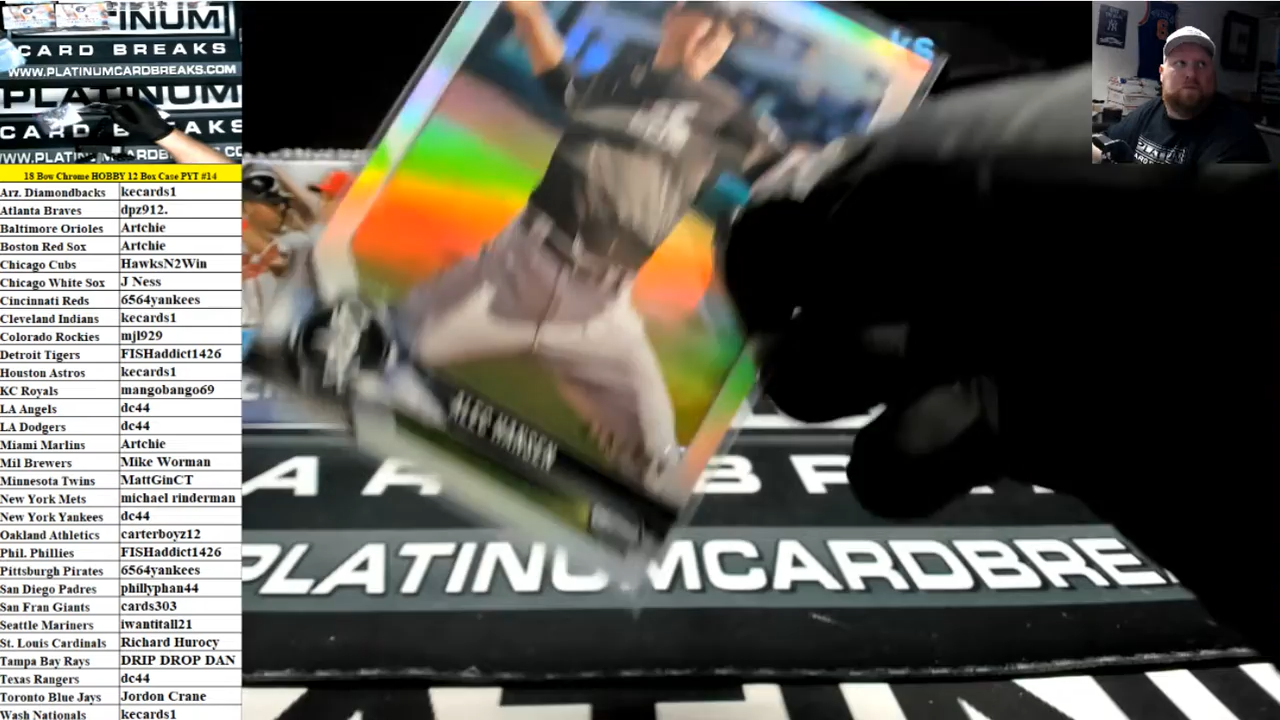 INUM
CARD BREAKS
WWW.PLATINUMCARDBREAKS.COM
PLATINUM
CARD BREAKS
18 Bow Chrome HOBBY 12 Box Case PYT #14
Arz. Diamondbacks kecards1
Atlanta Braves dpz912.
Baltimore Orioles Artchie
Boston Red Sox Artchie
Chicago Cubs HawksN2Win
Chicago White Sox J Ness
Cincinnati Reds 6564yankees
Cleveland Indians kecards1
Colorado Rockies mjl929
Detroit Tigers FISHaddict1426
Houston Astros kecards1
KC Royals mangobango69
LA Angels dc44
LA Dodgers dc44
Miami Marlins Artchie
Mil Brewers Mike Worman
Minnesota Twins MattGinCT
New York Mets michael rinderman
New York Yankees dc44
Oakland Athletics carterboyz12
Phil. Phillies FISHaddict1426
Pittsburgh Pirates 6564yankees
San Diego Padres phillyphan44
San Fran Giants cards303
Seattle Mariners iwantitall21
St. Louis Cardinals Richard Hurocy
Tampa Bay Rays DRIP DROP DAN
Texas Rangers dc44
Toronto Blue Jays Jordon Crane
Wash Nationals kecards1
ALEC HANSEN
PLATINUMCARDBRE